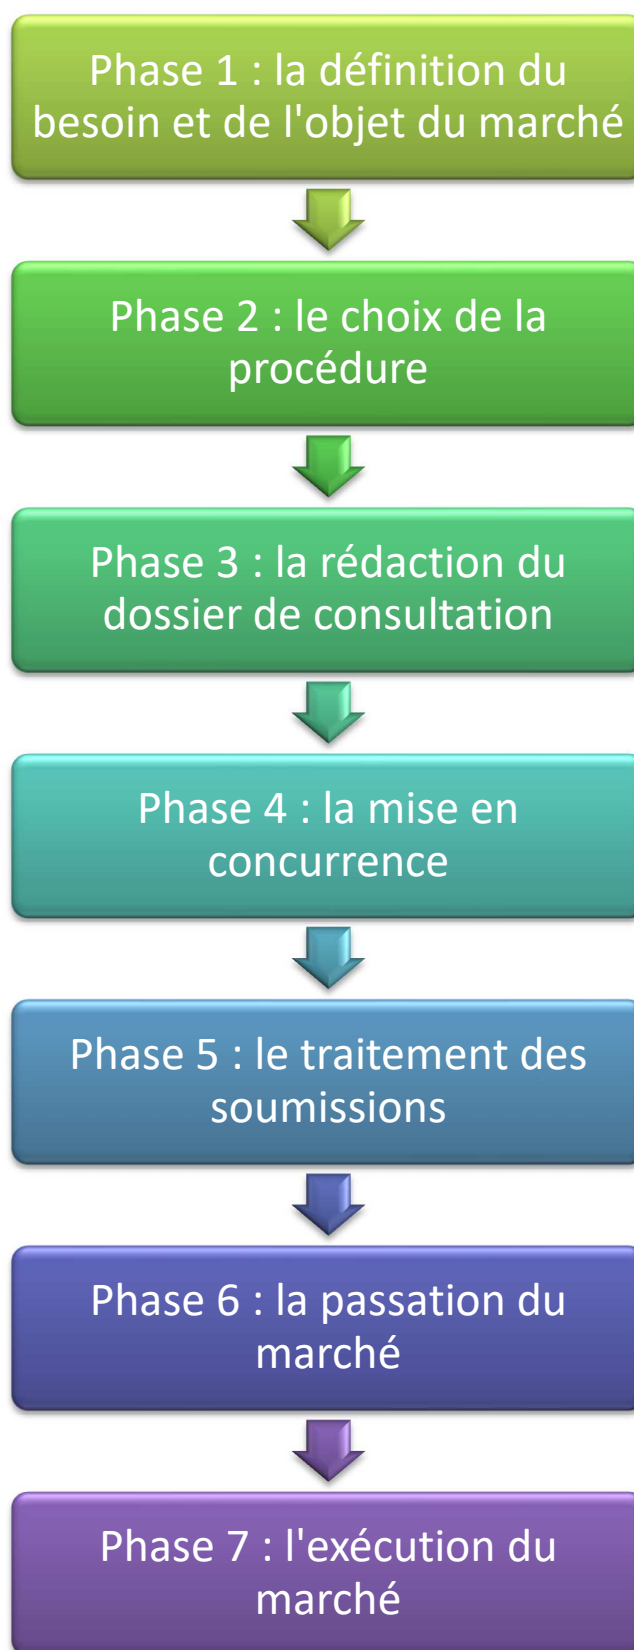 Phase 1 : la définition du
besoin et de l'objet du marché
Phase 2 : le choix de la
procédure
Phase 3 : la rédaction du
dossier de consultation
Phase 4 : la mise en
concurrence
Phase 5 : le traitement des
soumissions
Phase 6 : la passation du
marché
Phase 7 : l'exécution du
marché